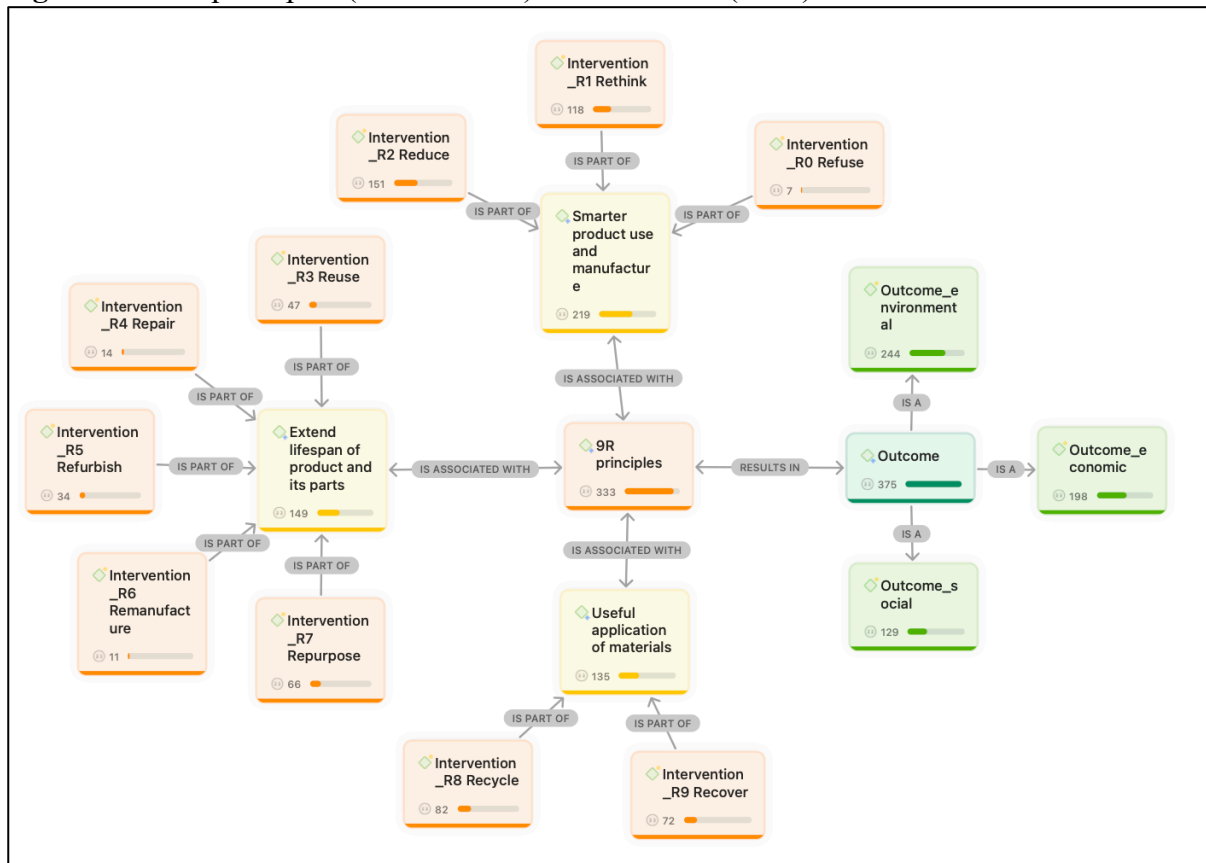 Intervention
_R1 Rethink
118
Intervention
_R2 Reduce
151
Intervention
_R0 Refuse
7
IS PART OF
IS PART OF
IS PART OF
Smarter
product use
and
manufactur
e
219
Intervention
_R3 Reuse
47
Intervention
_R4 Repair
14
IS PART OF
IS PART OF
Outcome_e
nvironment
al
244
IS ASSOCIATED WITH
IS A
Intervention
_R5
Refurbish
34
IS PART OF
Extend
lifespan of
product and
its parts
149
IS ASSOCIATED WITH
9R
principles
333
RESULTS IN
Outcome
375
IS A
Outcome_e
conomic
198
IS PART OF
IS PART OF
IS ASSOCIATED WITH
IS A
Intervention
_R6
Remanufact
ure
11
Intervention
_R7
Repurpose
66
Useful
application
of materials
135
Outcome_s
ocial
129
IS PART OF
IS PART OF
Intervention
_R8 Recycle
82
Intervention
_R9 Recover
72